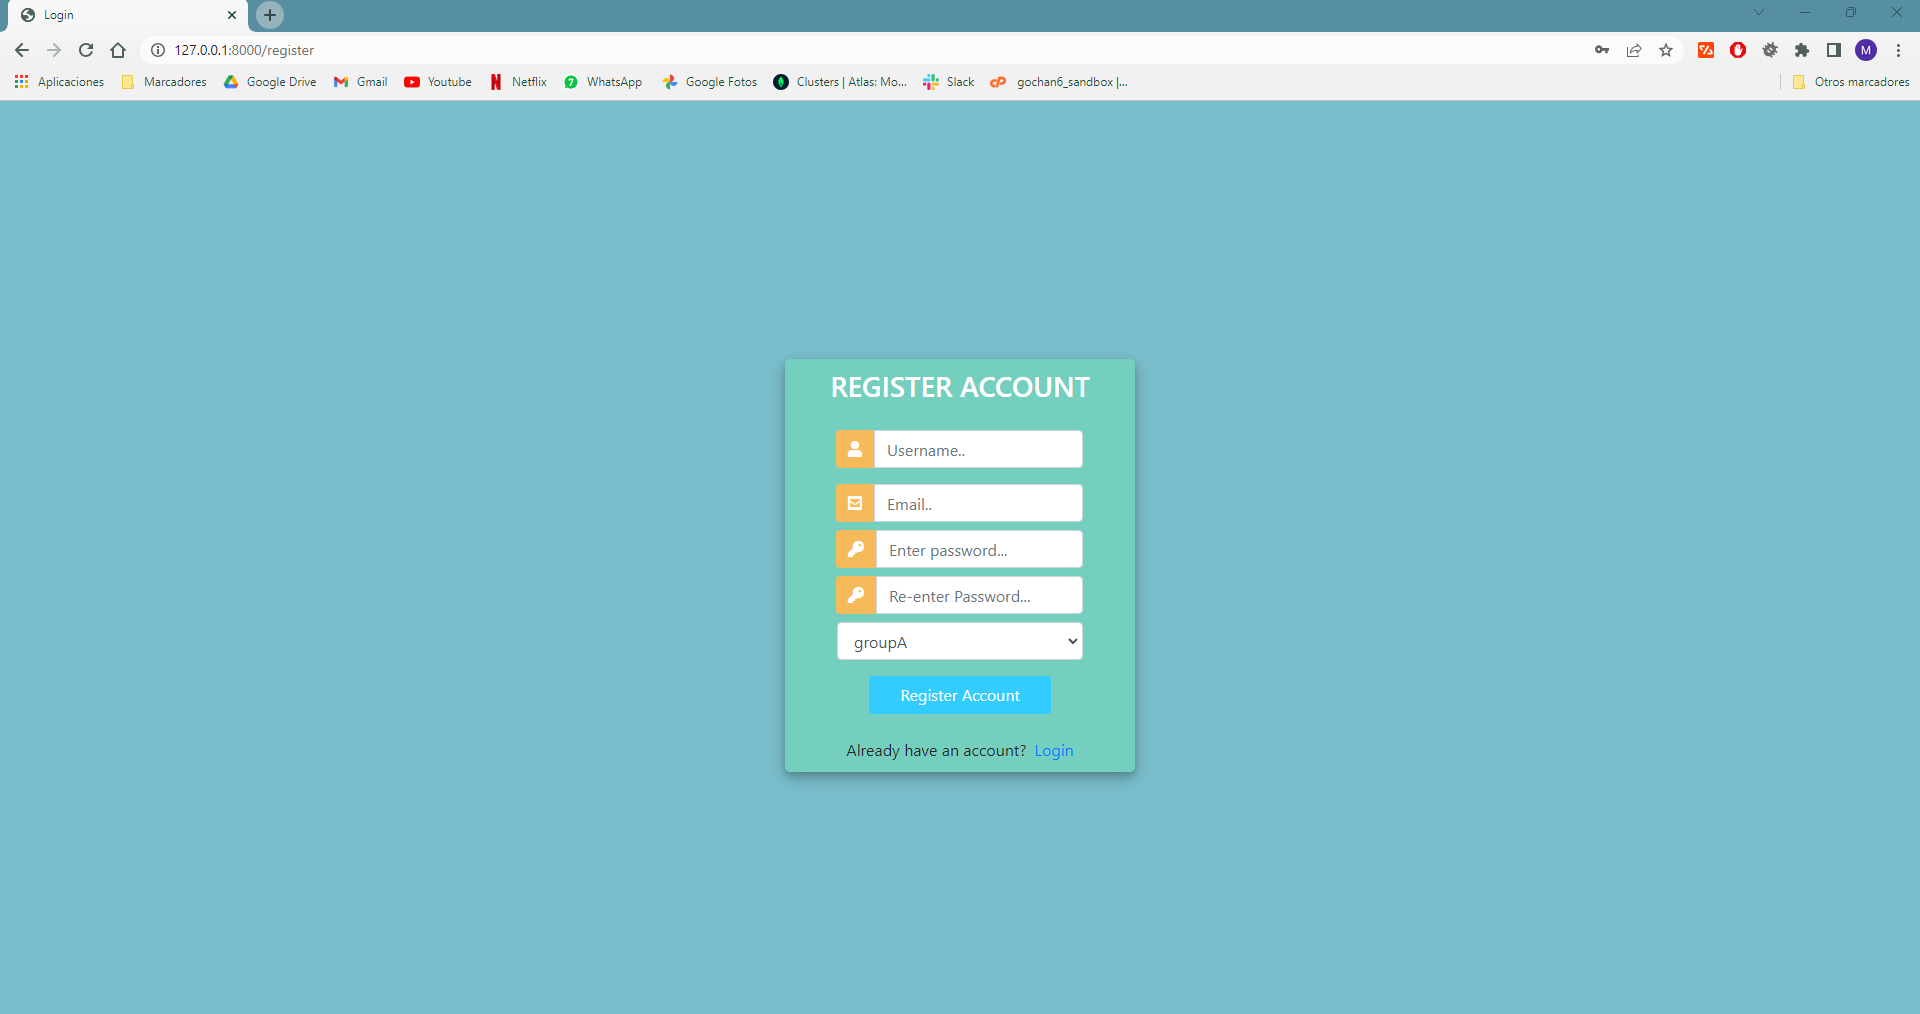 Login
127.0.0.1:8000/register
Aplicaciones Marcadores Google Drive Gmail Youtube Netflix 7 WhatsApp Google Fotos Clusters | Atlas: Mo... Slack gochan6_sandbox |... Otros marcadores
M
REGISTER ACCOUNT
Username..
Email..
Enter password...
Re-enter Password...
groupA
Register Account
Already have an account? Login